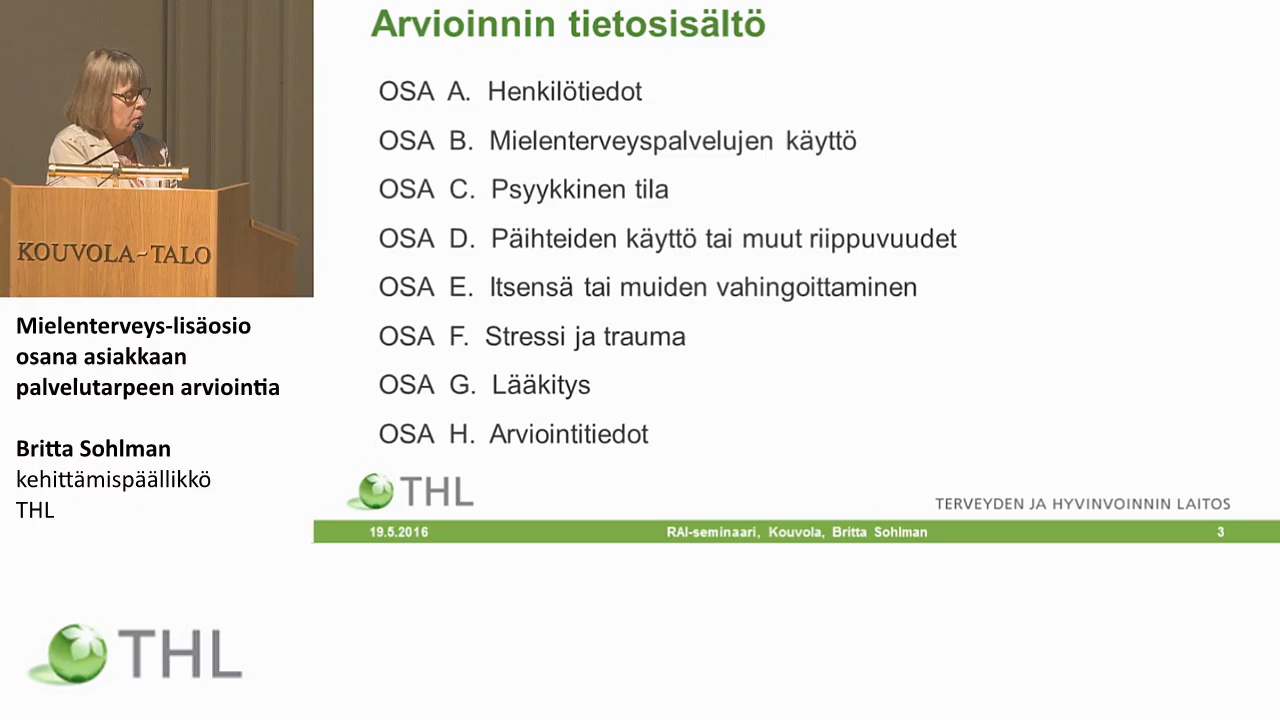 KOUVOLA-TALO
Mielenterveys-lisäosio
osana asiakkaan
palvelutarpeen arviointia
Britta Sohlman
kehittämispäällikkö
THL
Arvioinnin tietosisältö
OSA A. Henkilötiedot
OSA B. Mielenterveyspalvelujen käyttö
OSA C. Psyykkinen tila
OSA D. Päihteiden käyttö tai muut riippuvuudet
OSA E. Itsensä tai muiden vahingoittaminen
OSA F. Stressi ja trauma
OSA G. Lääkitys
OSA H. Arviointitiedot
THL
TERVEYDEN JA HYVINVOINNIN LAITOS
19.5.2016 RAI-seminaari, Kouvola, Britta Sohlman 3
THL